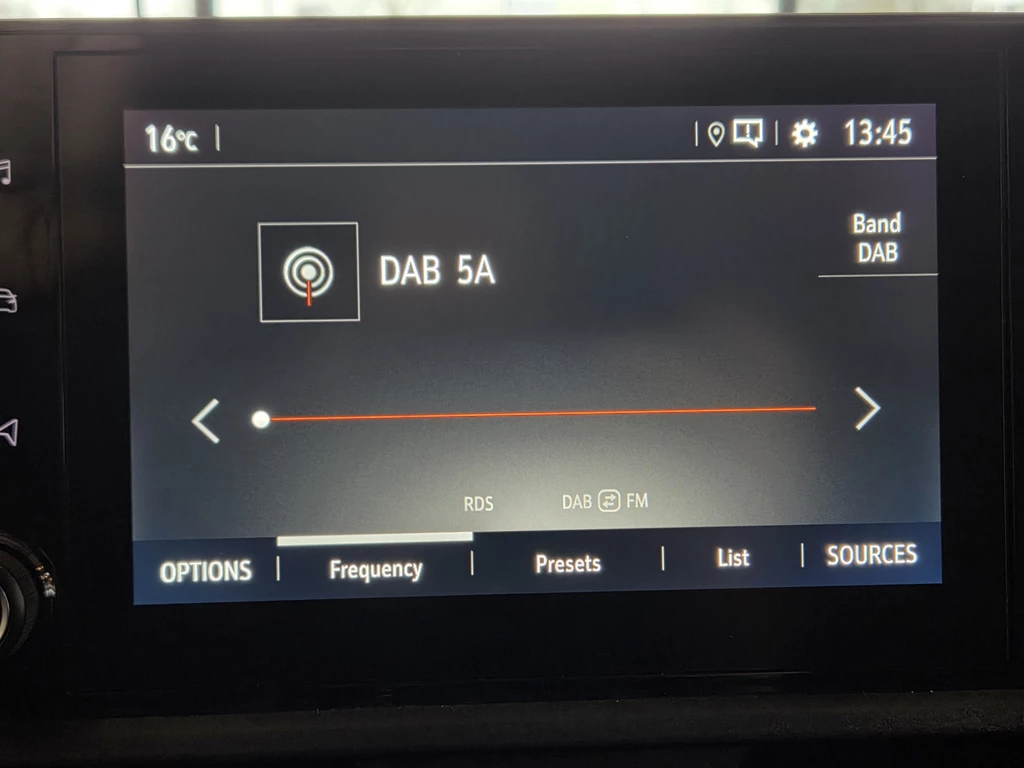 16°C
13:45
Band
DAB
DAB 5A
RDS
DAB FM
OPTIONS
Frequency
Presets
List
SOURCES